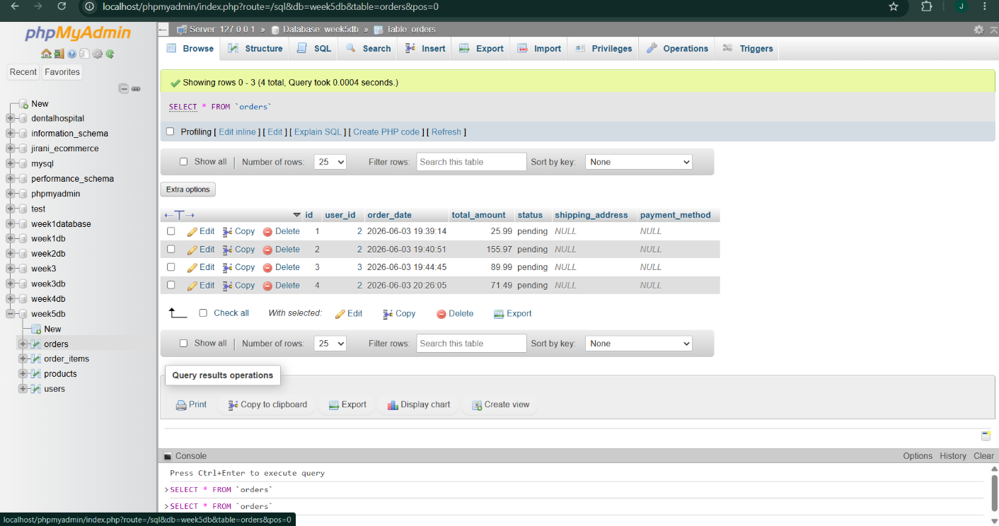 localhost/phpmyadmin/index.php?route=/sql&db=week5db&table=orders&pos=0
J
phpMyAdmin
Recent Favorites
New
dentalhospital
information_schema
jirani_ecommerce
mysql
performance_schema
phpmyadmin
test
week1database
week1db
week2db
week3
week3db
week4db
week5db
New
orders
order_items
products
users
Server: 127.0.0.1 » Database: week5db » Table: orders
Browse Structure SQL Search Insert Export Import Privileges Operations Triggers
Showing rows 0 - 3 (4 total, Query took 0.0004 seconds.)
SELECT * FROM `orders`
Profiling [ Edit inline ] [ Edit ] [ Explain SQL ] [ Create PHP code ] [ Refresh ]
Show all Number of rows: 25 Filter rows: Search this table Sort by key: None
Extra options
←T→ id user_id order_date total_amount status shipping_address payment_method
Edit Copy Delete 1 2 2026-06-03 19:39:14 25.99 pending NULL NULL
Edit Copy Delete 2 2 2026-06-03 19:40:51 155.97 pending NULL NULL
Edit Copy Delete 3 3 2026-06-03 19:44:45 89.99 pending NULL NULL
Edit Copy Delete 4 2 2026-06-03 20:26:05 71.49 pending NULL NULL
Check all With selected: Edit Copy Delete Export
Show all Number of rows: 25 Filter rows: Search this table Sort by key: None
Query results operations
Print Copy to clipboard Export Display chart Create view
Console Options History Clear
Press Ctrl+Enter to execute query
>SELECT * FROM `orders`
>SELECT * FROM `orders`
localhost/phpmyadmin/index.php?route=/sql&db=week5db&table=orders&pos=0